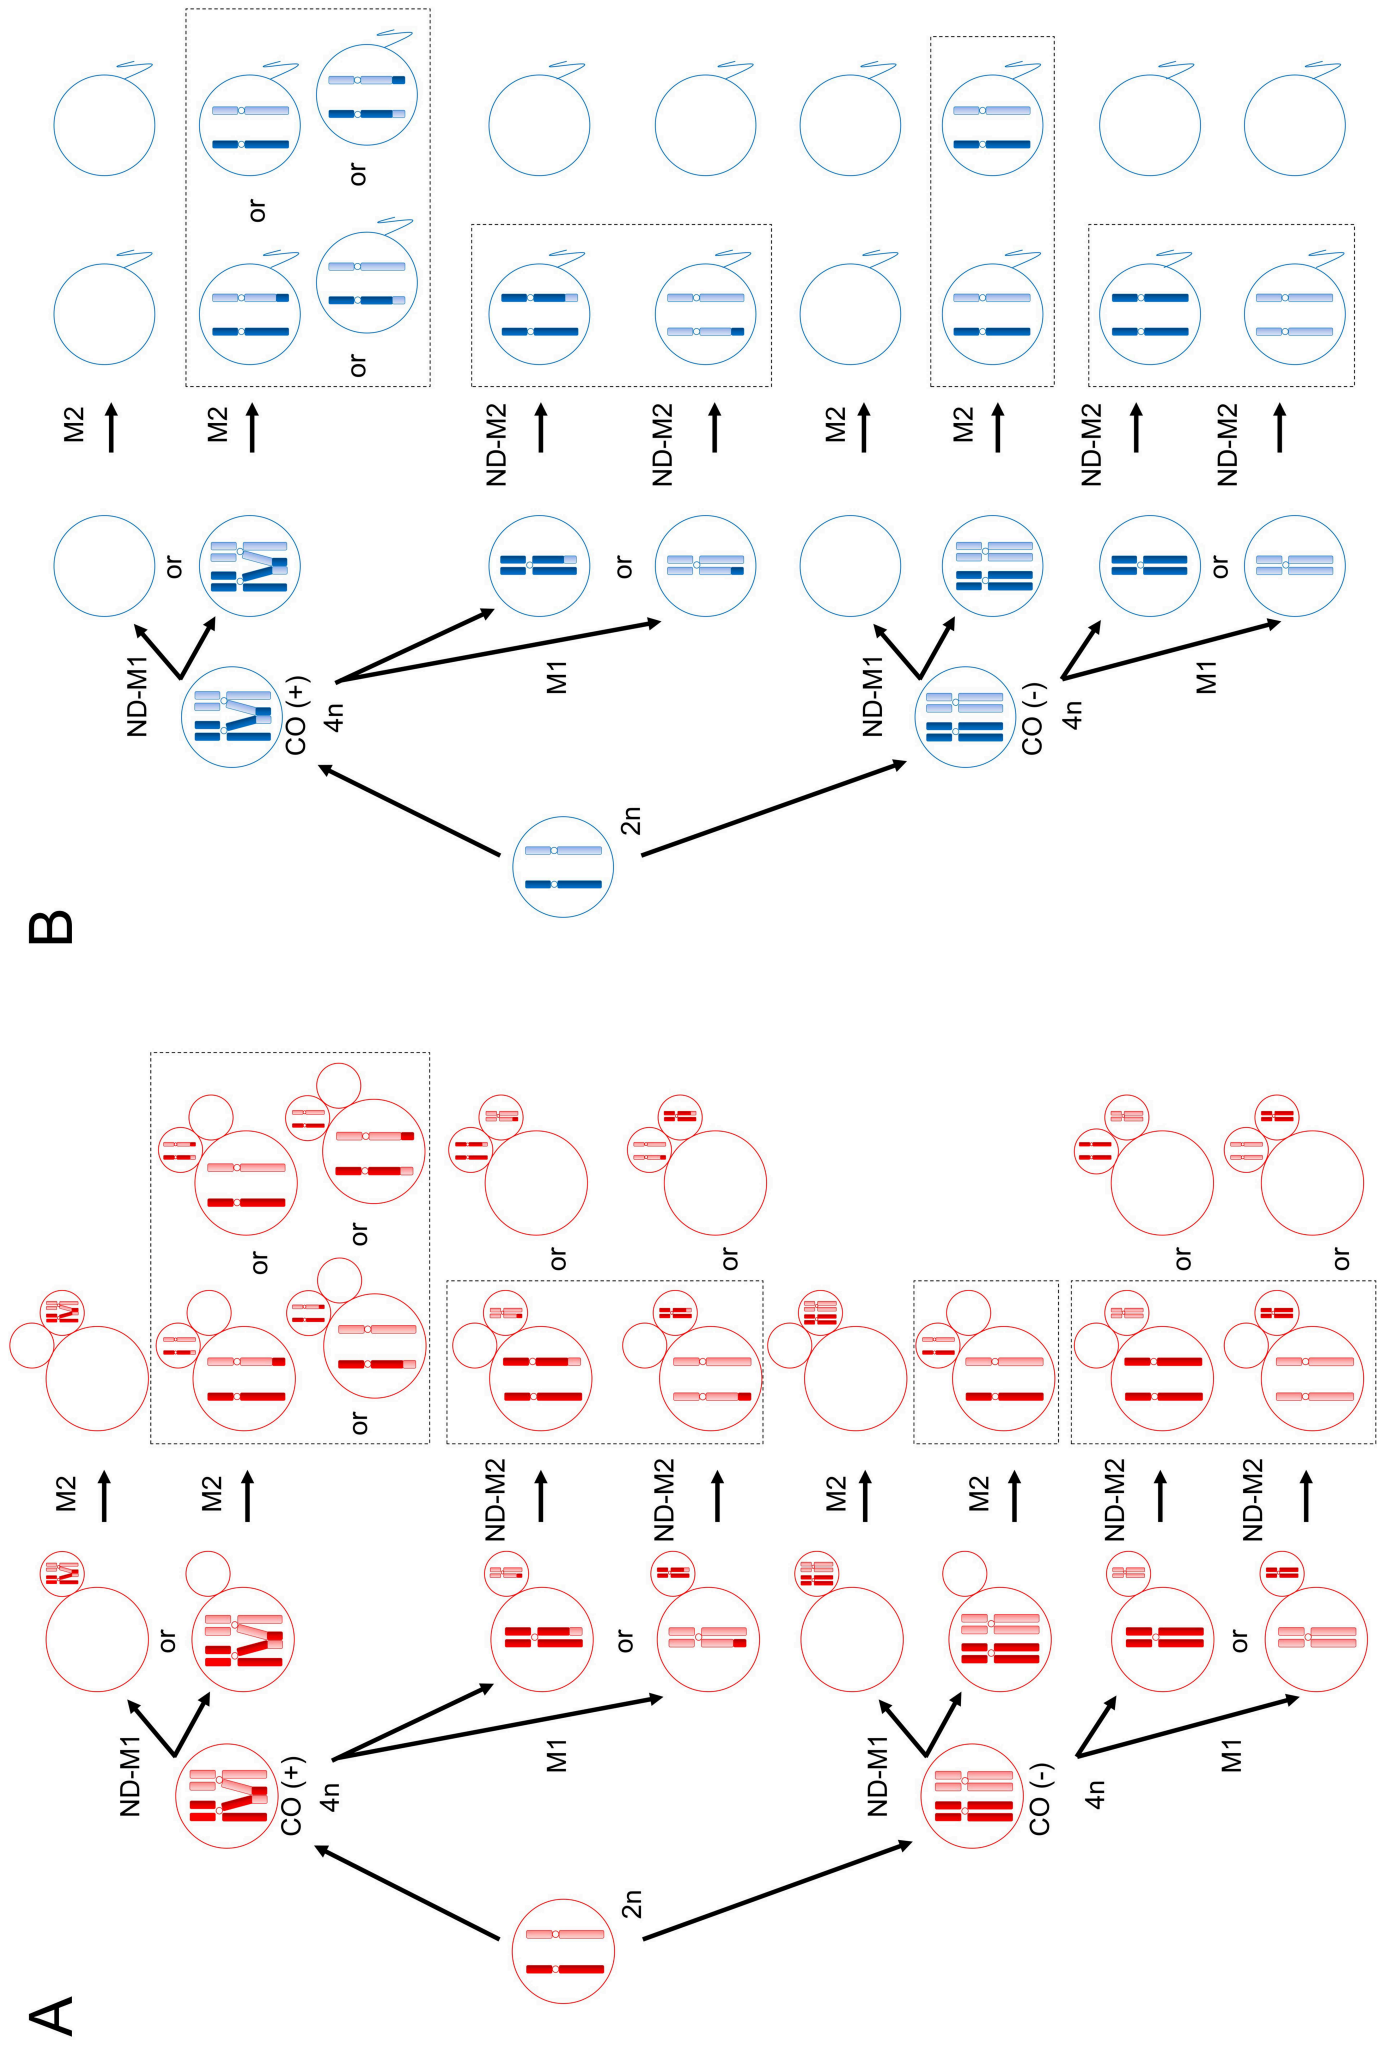 A
M2
ND-M1
or
M2
or
CO (+)
4n
or
or
ND-M2
M1
or
or
2n
ND-M2
or
M2
ND-M1
M2
CO (-)
4n
ND-M2
or
M1
or
ND-M2
or
B
M2
ND-M1
or
M2
or
CO (+)
4n
or
or
ND-M2
M1
or
2n
ND-M2
M2
ND-M1
M2
CO (-)
4n
ND-M2
M1
or
ND-M2